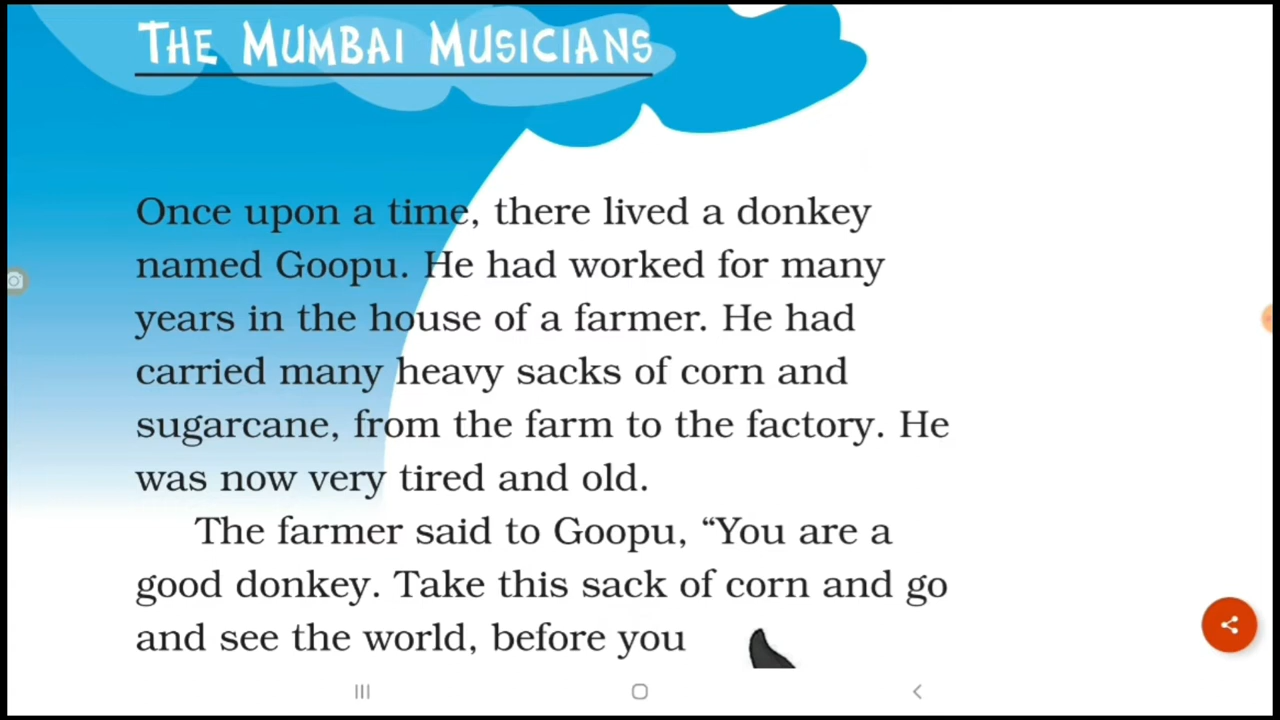 THE MUMBAI MUSICIANS
Once upon a time, there lived a donkey
named Goopu. He had worked for many
years in the house of a farmer. He had
carried many heavy sacks of corn and
sugarcane, from the farm to the factory. He
was now very tired and old.
The farmer said to Goopu, “You are a
good donkey. Take this sack of corn and go
and see the world, before you